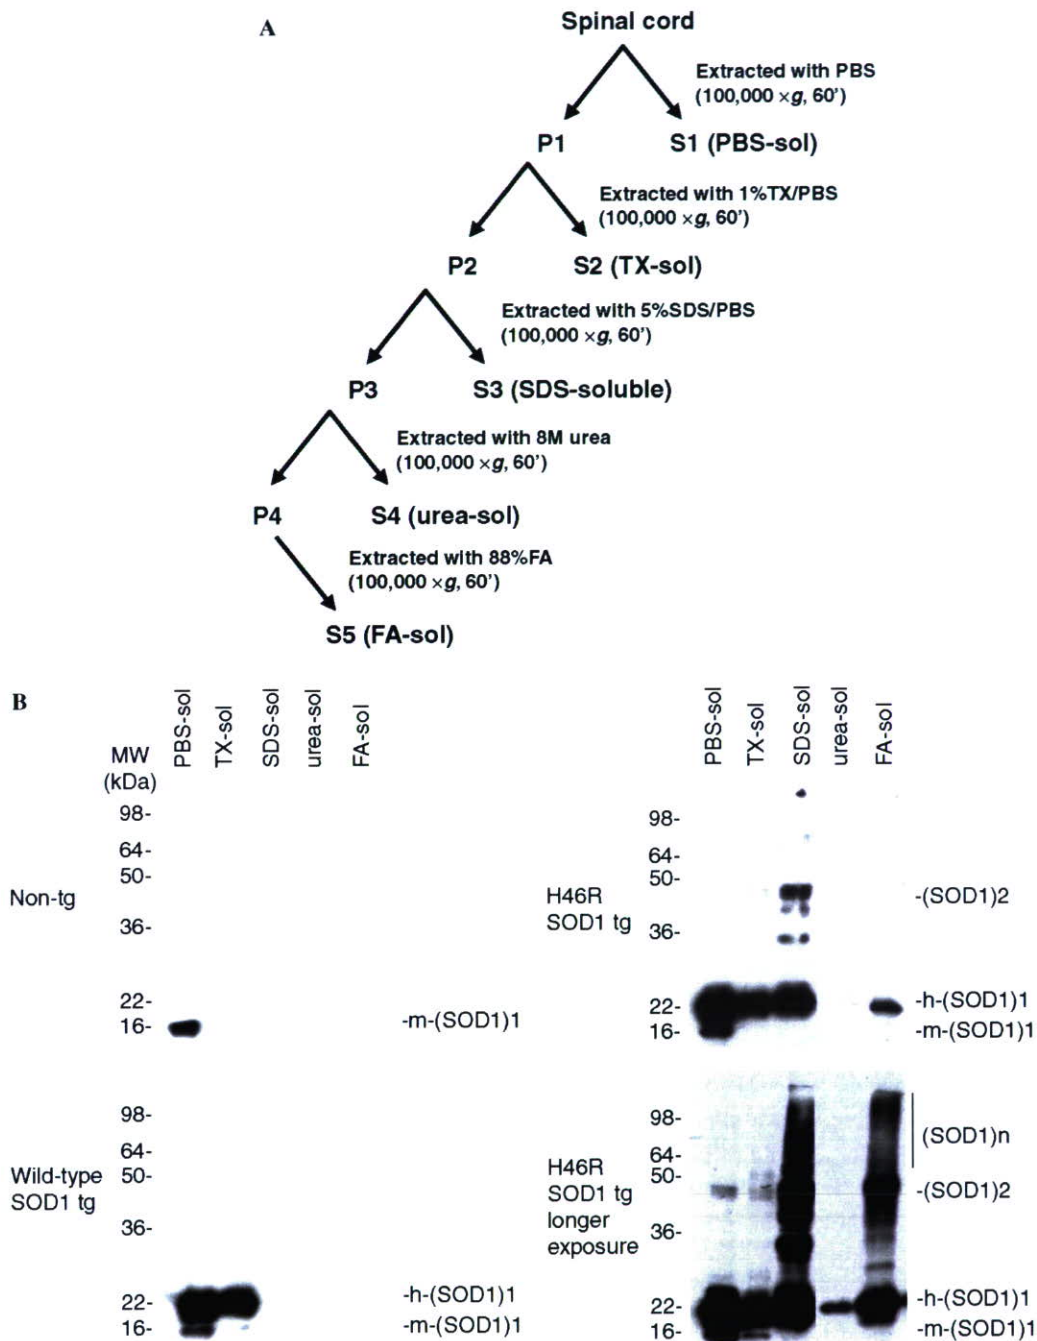 A
Spinal cord
Extracted with PBS
(100,000 ×g, 60')
P1
S1 (PBS-sol)
Extracted with 1%TX/PBS
(100,000 ×g, 60')
P2
S2 (TX-sol)
Extracted with 5%SDS/PBS
(100,000 ×g, 60')
P3
S3 (SDS-soluble)
Extracted with 8M urea
(100,000 ×g, 60')
P4
S4 (urea-sol)
Extracted with 88%FA
(100,000 ×g, 60')
S5 (FA-sol)
B
MW
(kDa)
PBS-sol
TX-sol
SDS-sol
urea-sol
FA-sol
Non-tg
98-
64-
50-
36-
22-
16-
-m-(SOD1)1
Wild-type
SOD1 tg
98-
64-
50-
36-
22-
16-
-h-(SOD1)1
-m-(SOD1)1
PBS-sol
TX-sol
SDS-sol
urea-sol
FA-sol
H46R
SOD1 tg
98-
64-
50-
36-
22-
16-
-(SOD1)2
-h-(SOD1)1
-m-(SOD1)1
H46R
SOD1 tg
longer
exposure
98-
64-
50-
36-
22-
16-
(SOD1)n
-(SOD1)2
-h-(SOD1)1
-m-(SOD1)1